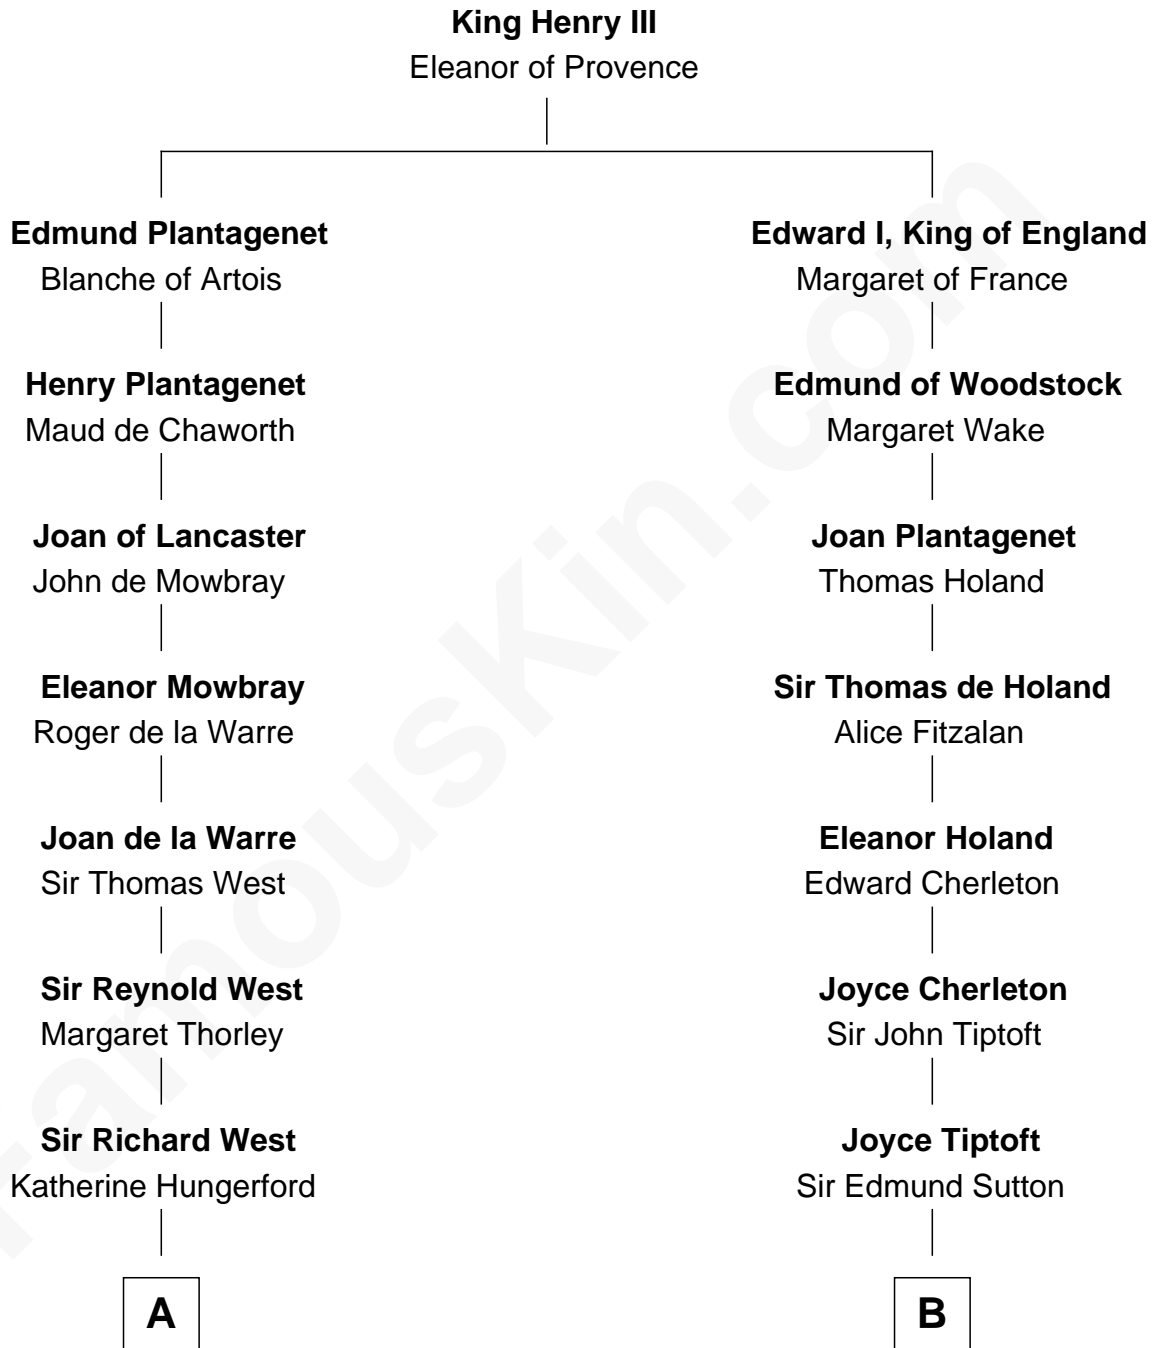 King Henry III
Eleanor of Provence
Edmund Plantagenet
Blanche of Artois
Henry Plantagenet
Maud de Chaworth
Joan of Lancaster
John de Mowbray
Eleanor Mowbray
Roger de la Warre
Joan de la Warre
Sir Thomas West
Sir Reynold West
Margaret Thorley
Sir Richard West
Katherine Hungerford
A
Edward I, King of England
Margaret of France
Edmund of Woodstock
Margaret Wake
Joan Plantagenet
Thomas Holand
Sir Thomas de Holand
Alice Fitzalan
Eleanor Holand
Edward Cherleton
Joyce Cherleton
Sir John Tiptoft
Joyce Tiptoft
Sir Edmund Sutton
B
FamousKin.com